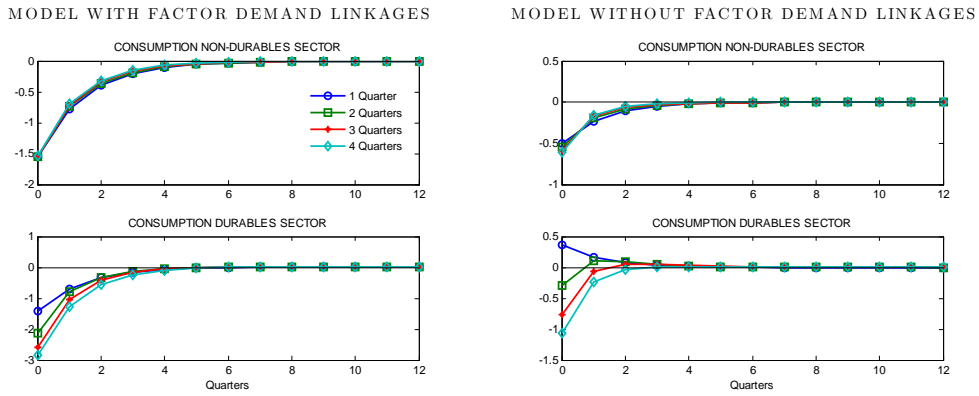 MODEL WITH FACTOR DEMAND LINKAGES
CONSUMPTION NON-DURABLES SECTOR
0
-0.5
-1
-1.5
-2
0 2 4 6 8 10 12
1 Quarter
2 Quarters
3 Quarters
4 Quarters
CONSUMPTION DURABLES SECTOR
1
0
-1
-2
-3
0 2 4 6 8 10 12
Quarters
MODEL WITHOUT FACTOR DEMAND LINKAGES
CONSUMPTION NON-DURABLES SECTOR
0.5
0
-0.5
-1
0 2 4 6 8 10 12
CONSUMPTION DURABLES SECTOR
0.5
0
-0.5
-1
-1.5
0 2 4 6 8 10 12
Quarters